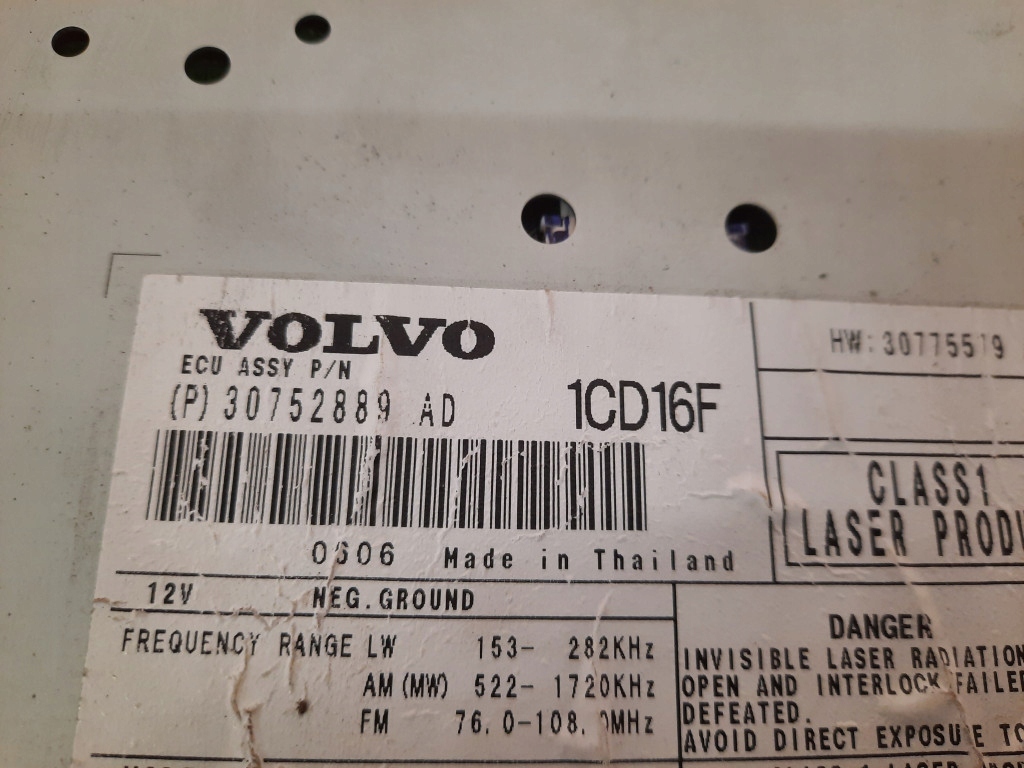 VOLVO
ECU ASSY P/N
(P) 30752889 AD
1CD16F
0606 Made in Thailand
HW: 30775519
CLASS1
LASER PRODU
12V NEG.GROUND
FREQUENCY RANGE LW 153- 282KHz
AM (MW) 522- 1720KHz
FM 76.0-108.0MHz
DANGER
INVISIBLE LASER RADIATION
OPEN AND INTERLOCK FAILED
DEFEATED.
AVOID DIRECT EXPOSURE TO